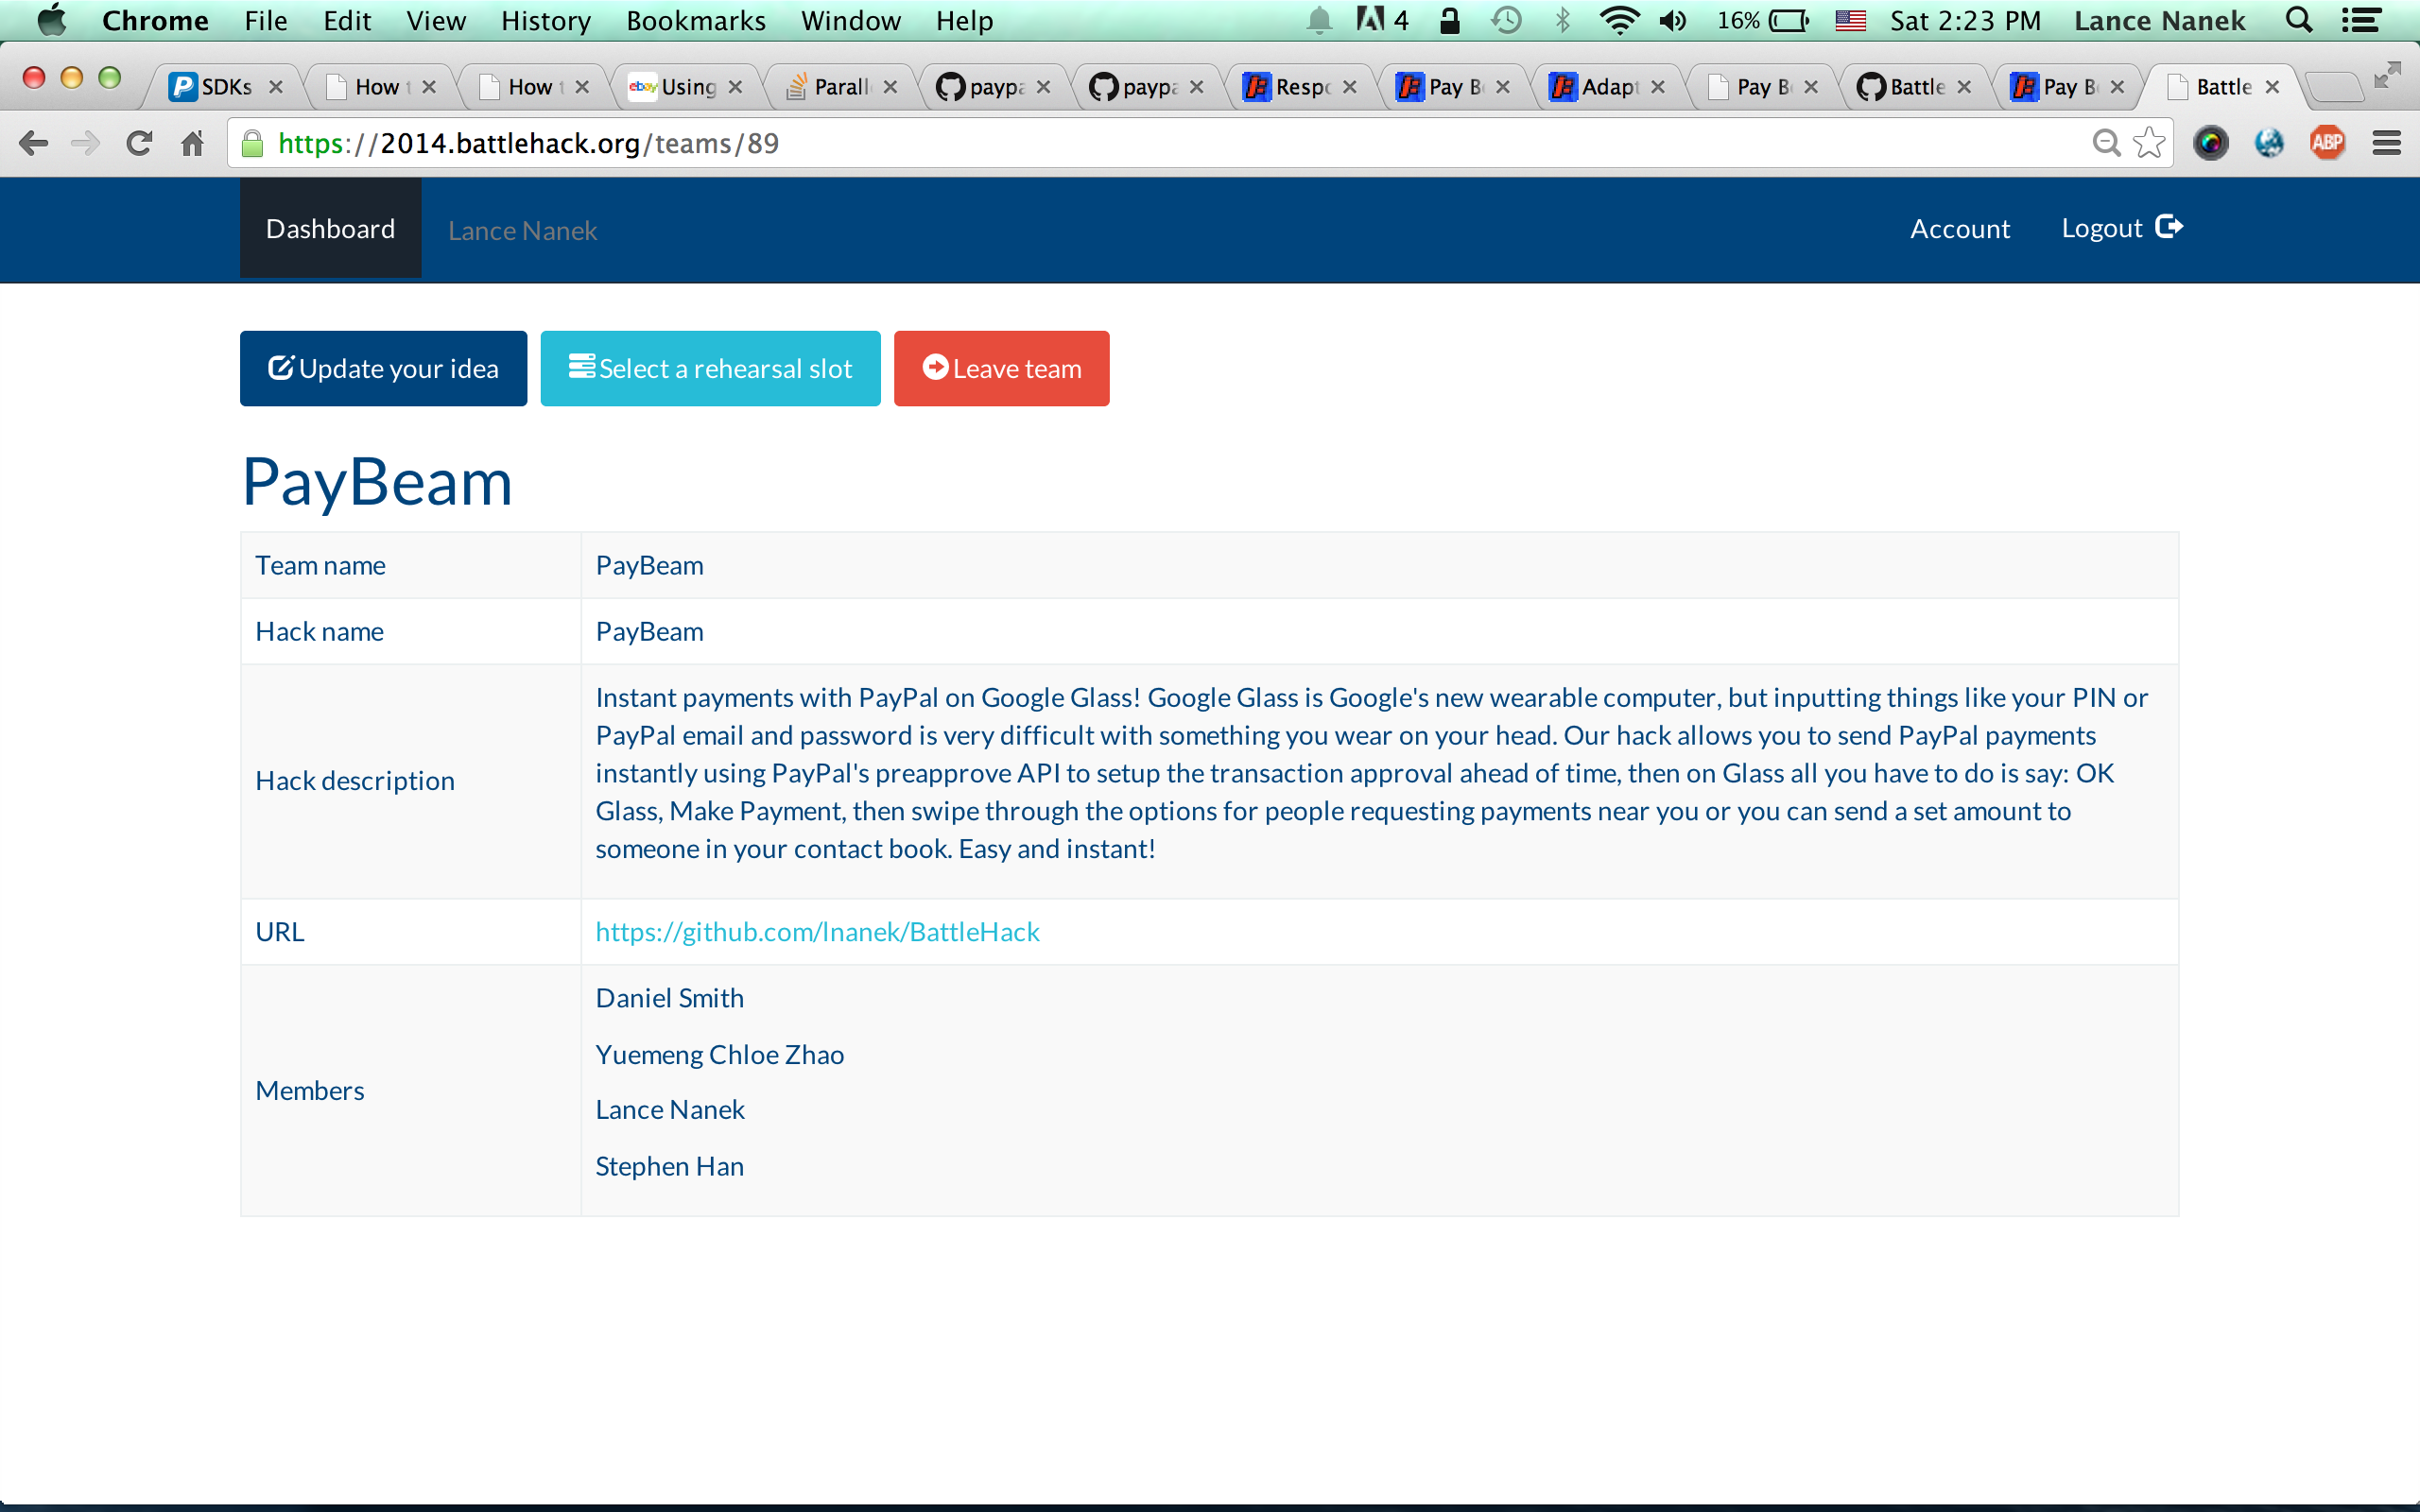 Chrome File Edit View History Bookmarks Window Help 4 16% Sat 2:23 PM Lance Nanek
SDKs How t How t ebay Using Parall paypa paypa Respo Pay B Adapt Pay B Battle Pay B Battle
https://2014.battlehack.org/teams/89 ABP
Dashboard Lance Nanek Account Logout
Update your idea Select a rehearsal slot Leave team
PayBeam
Team name PayBeam
Hack name PayBeam
Hack description
Instant payments with PayPal on Google Glass! Google Glass is Google's new wearable computer, but inputting things like your PIN or
PayPal email and password is very difficult with something you wear on your head. Our hack allows you to send PayPal payments
instantly using PayPal's preapprove API to setup the transaction approval ahead of time, then on Glass all you have to do is say: OK
Glass, Make Payment, then swipe through the options for people requesting payments near you or you can send a set amount to
someone in your contact book. Easy and instant!
URL https://github.com/lnanek/BattleHack
Members
Daniel Smith
Yuemeng Chloe Zhao
Lance Nanek
Stephen Han